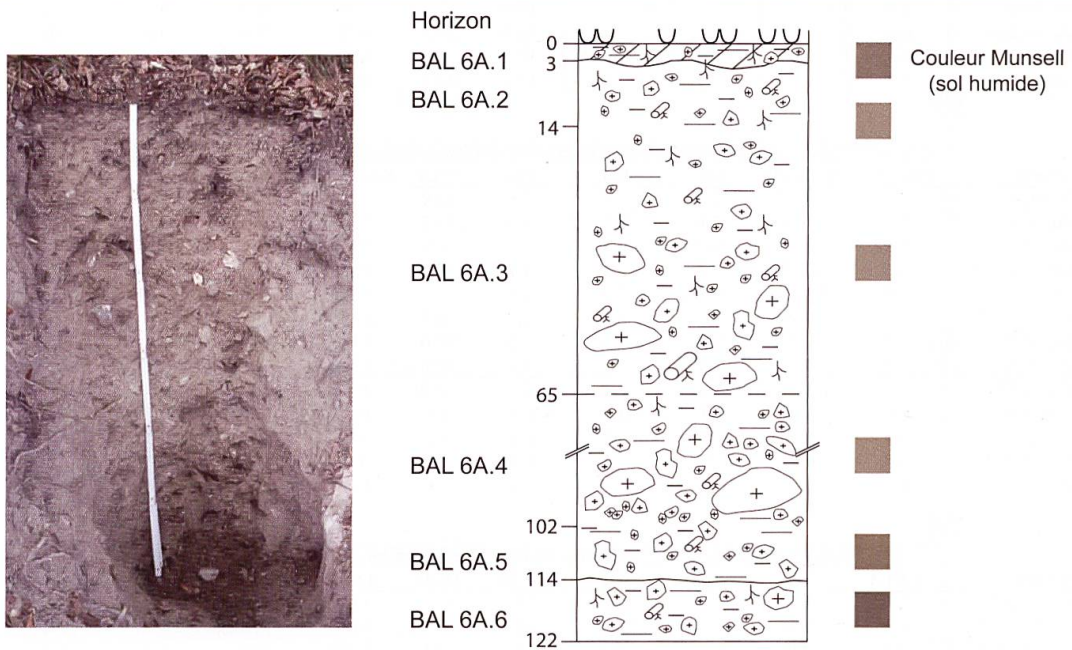 Horizon
0
BAL 6A.1
3
Couleur Munsell
(sol humide)
BAL 6A.2
14
BAL 6A.3
65
BAL 6A.4
102
BAL 6A.5
114
BAL 6A.6
122